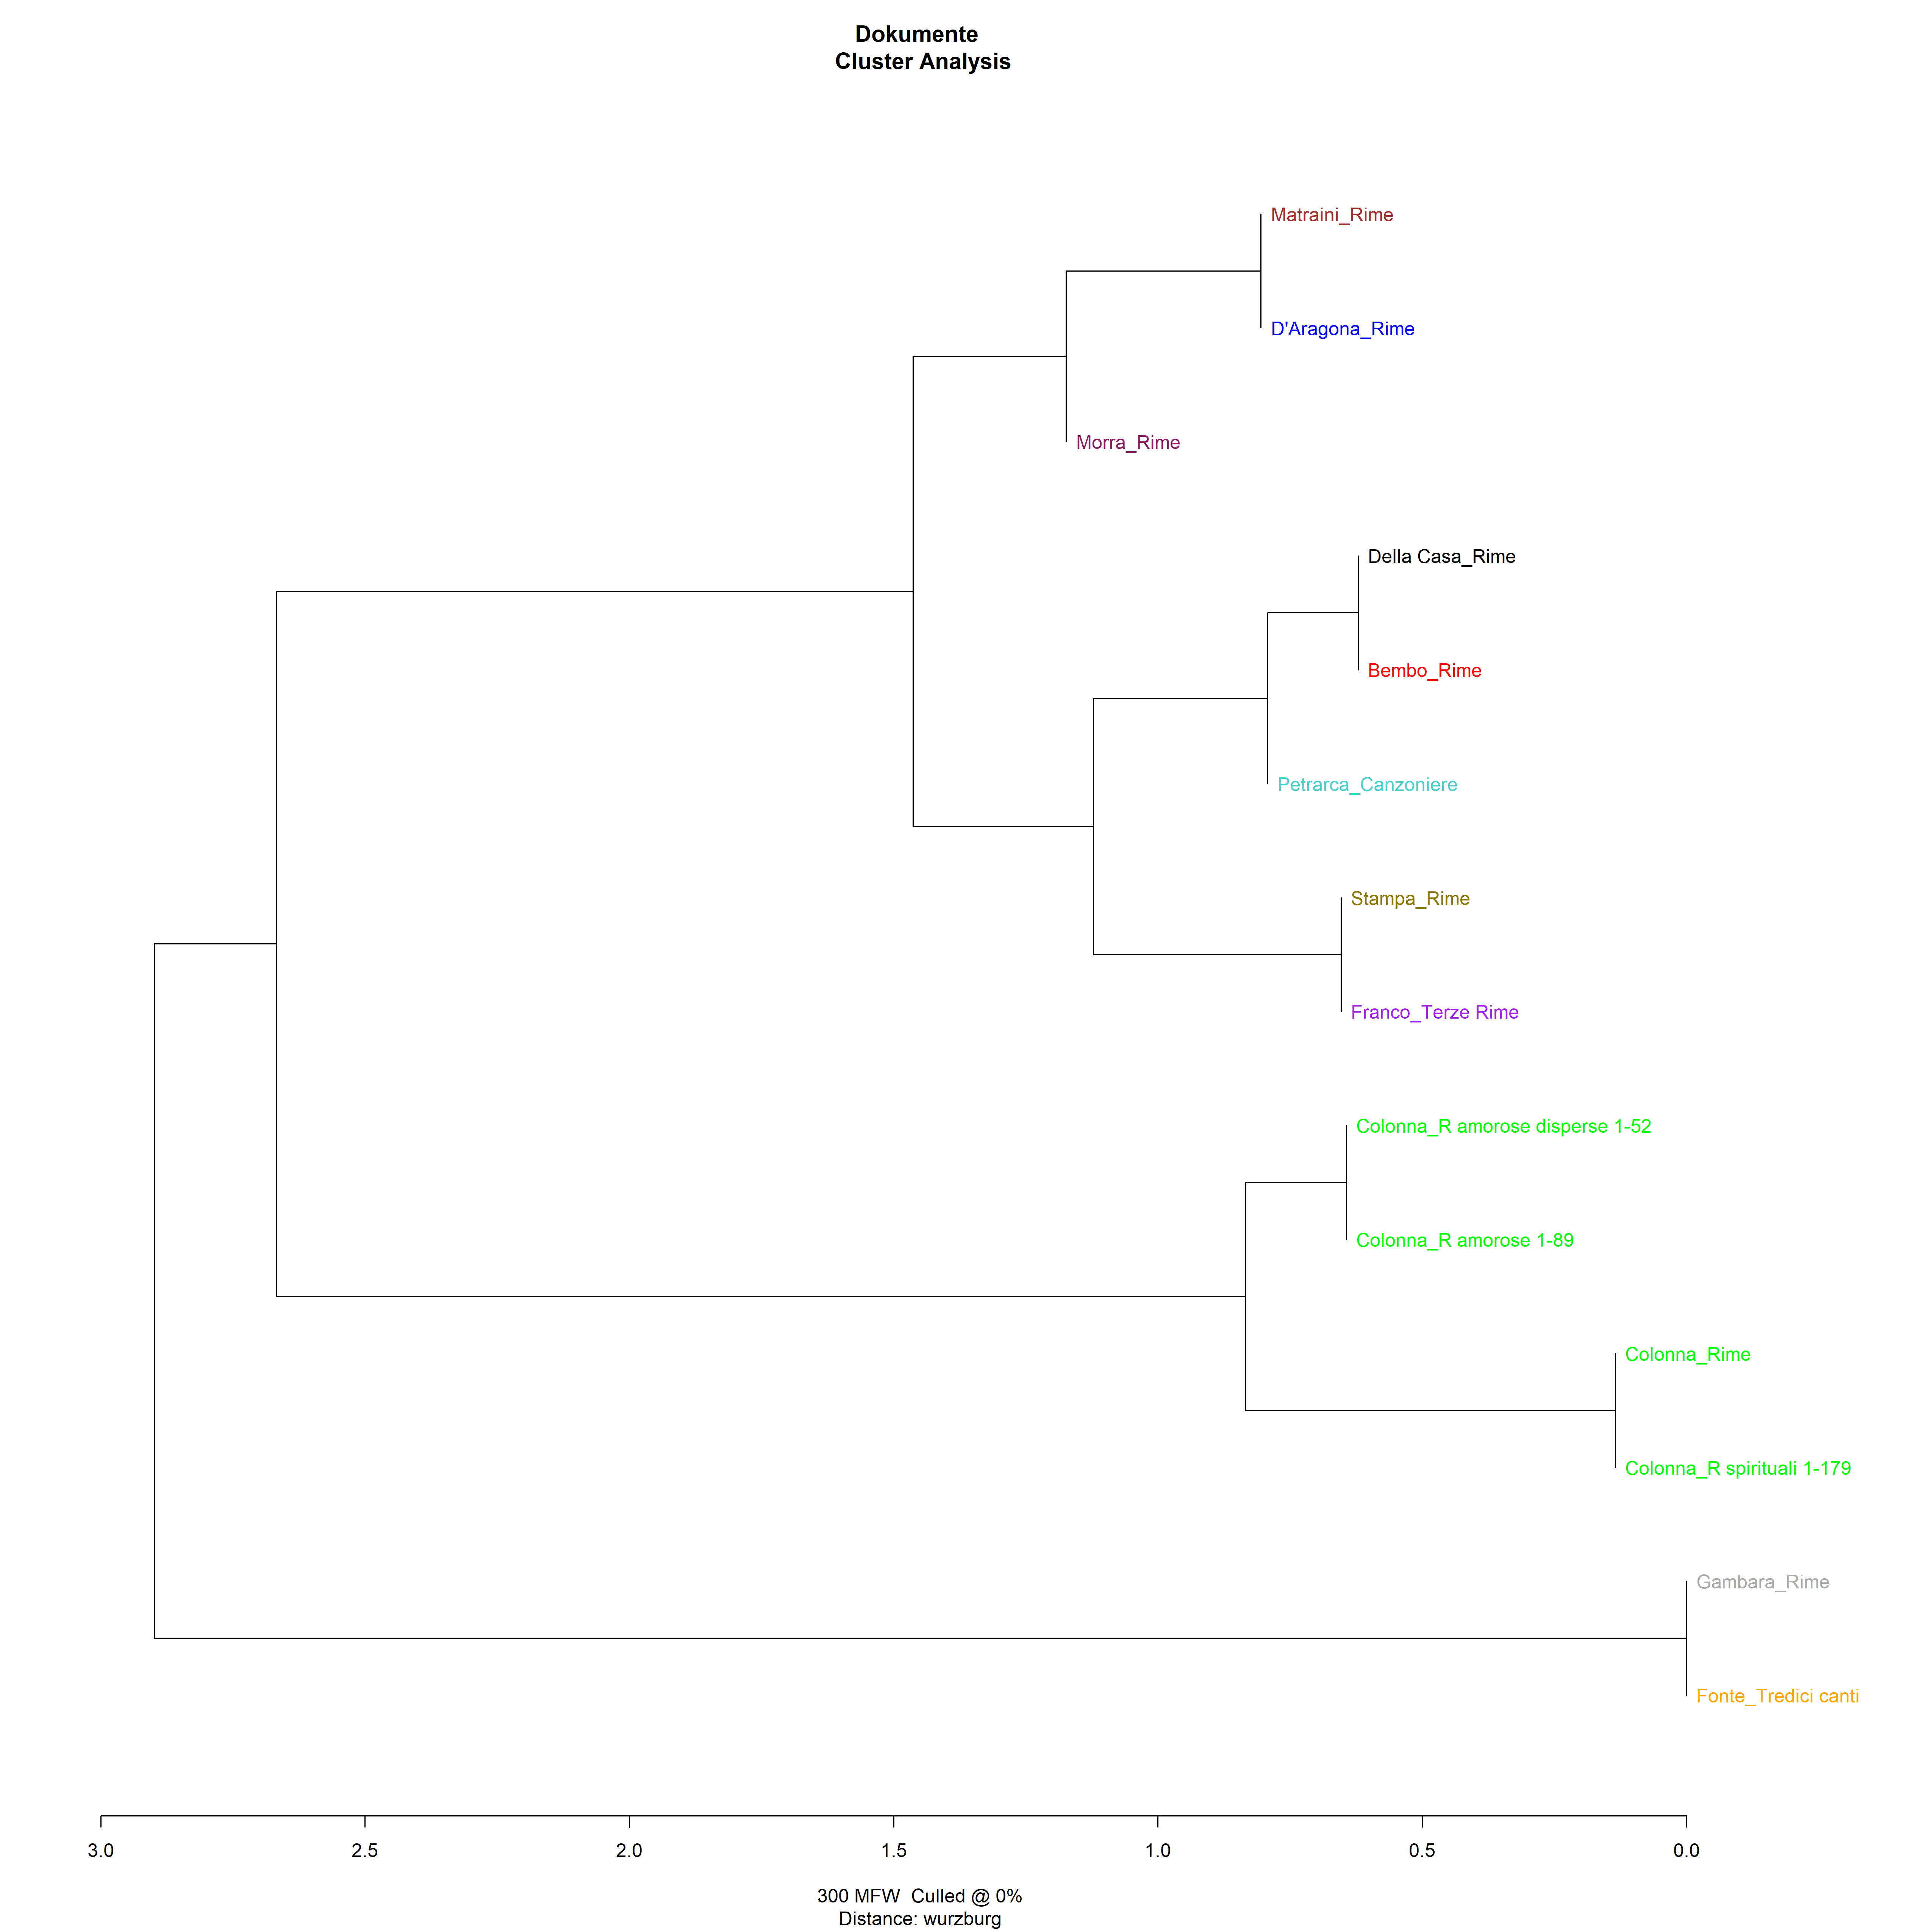 Dokumente
Cluster Analysis
Matraini_Rime
D'Aragona_Rime
Morra_Rime
Della Casa_Rime
Bembo_Rime
Petrarca_Canzoniere
Stampa_Rime
Franco_Terze Rime
Colonna_R amorose disperse 1-52
Colonna_R amorose 1-89
Colonna_Rime
Colonna_R spirituali 1-179
Gambara_Rime
Fonte_Tredici canti
3.0 2.5 2.0 1.5 1.0 0.5 0.0
300 MFW  Culled @ 0%
Distance: wurzburg